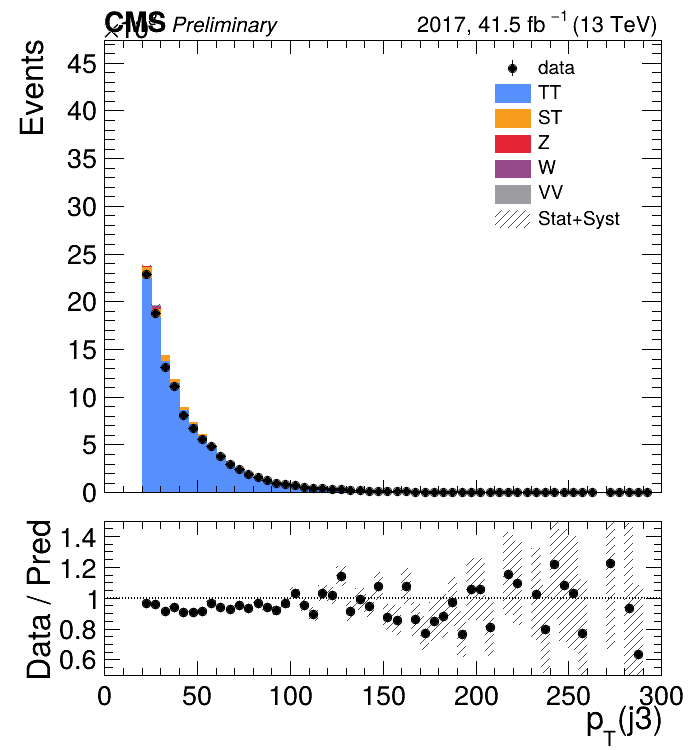 CMS Preliminary 2017, 41.5 fb⁻¹ (13 TeV)
Events
45
40
35
30
25
20
15
10
5
0
data
TT
ST
Z
W
VV
Stat+Syst
Data / Pred
1.4
1.2
1
0.8
0.6
0 50 100 150 200 250 300
p_T(j3)